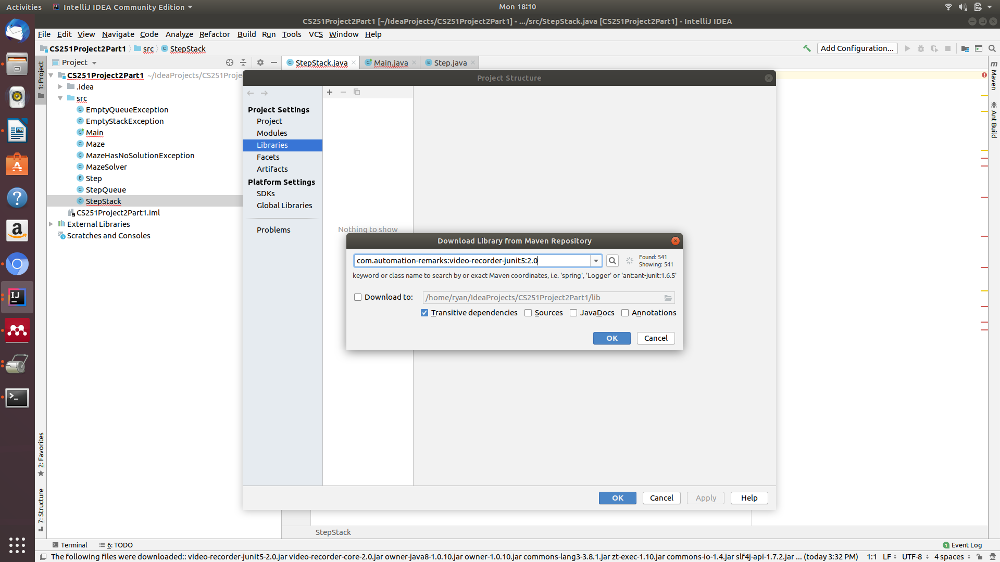 Activities
IntelliJ IDEA Community Edition
Mon 18:10
CS251Project2Part1 [~/IdeaProjects/CS251Project2Part1] - .../src/StepStack.java [CS251Project2Part1] - IntelliJ IDEA
File Edit View Navigate Code Analyze Refactor Build Run Tools VCS Window Help
CS251Project2Part1 src StepStack
Add Configuration...
1: Project
Project
StepStack.java Main.java Step.java
CS251Project2Part1 ~/IdeaProjects/CS251Proje
.idea
src
EmptyQueueException
EmptyStackException
Main
Maze
MazeHasNoSolutionException
MazeSolver
Step
StepQueue
StepStack
CS251Project2Part1.iml
External Libraries
Scratches and Consoles
Project Structure
Project Settings
Project
Modules
Libraries
Facets
Artifacts
Platform Settings
SDKs
Global Libraries
Problems
Nothing to show
Download Library from Maven Repository
com.automation-remarks:video-recorder-junit5:2.0
Found: 541
Showing: 541
keyword or class name to search by or exact Maven coordinates, i.e. 'spring', 'Logger' or 'ant:ant-junit:1.6.5'
Download to: /home/ryan/IdeaProjects/CS251Project2Part1/lib
Transitive dependencies Sources JavaDocs Annotations
OK Cancel
OK Cancel Apply Help
Maven
Ant Build
2: Favorites
7: Structure
StepStack
Terminal 6: TODO
1 Event Log
The following files were downloaded:: video-recorder-junit5-2.0.jar video-recorder-core-2.0.jar owner-java8-1.0.10.jar owner-1.0.10.jar commons-lang3-3.8.1.jar zt-exec-1.10.jar commons-io-1.4.jar slf4j-api-1.7.2.jar ... (today 3:32 PM) 1:1 LF UTF-8 4 spaces